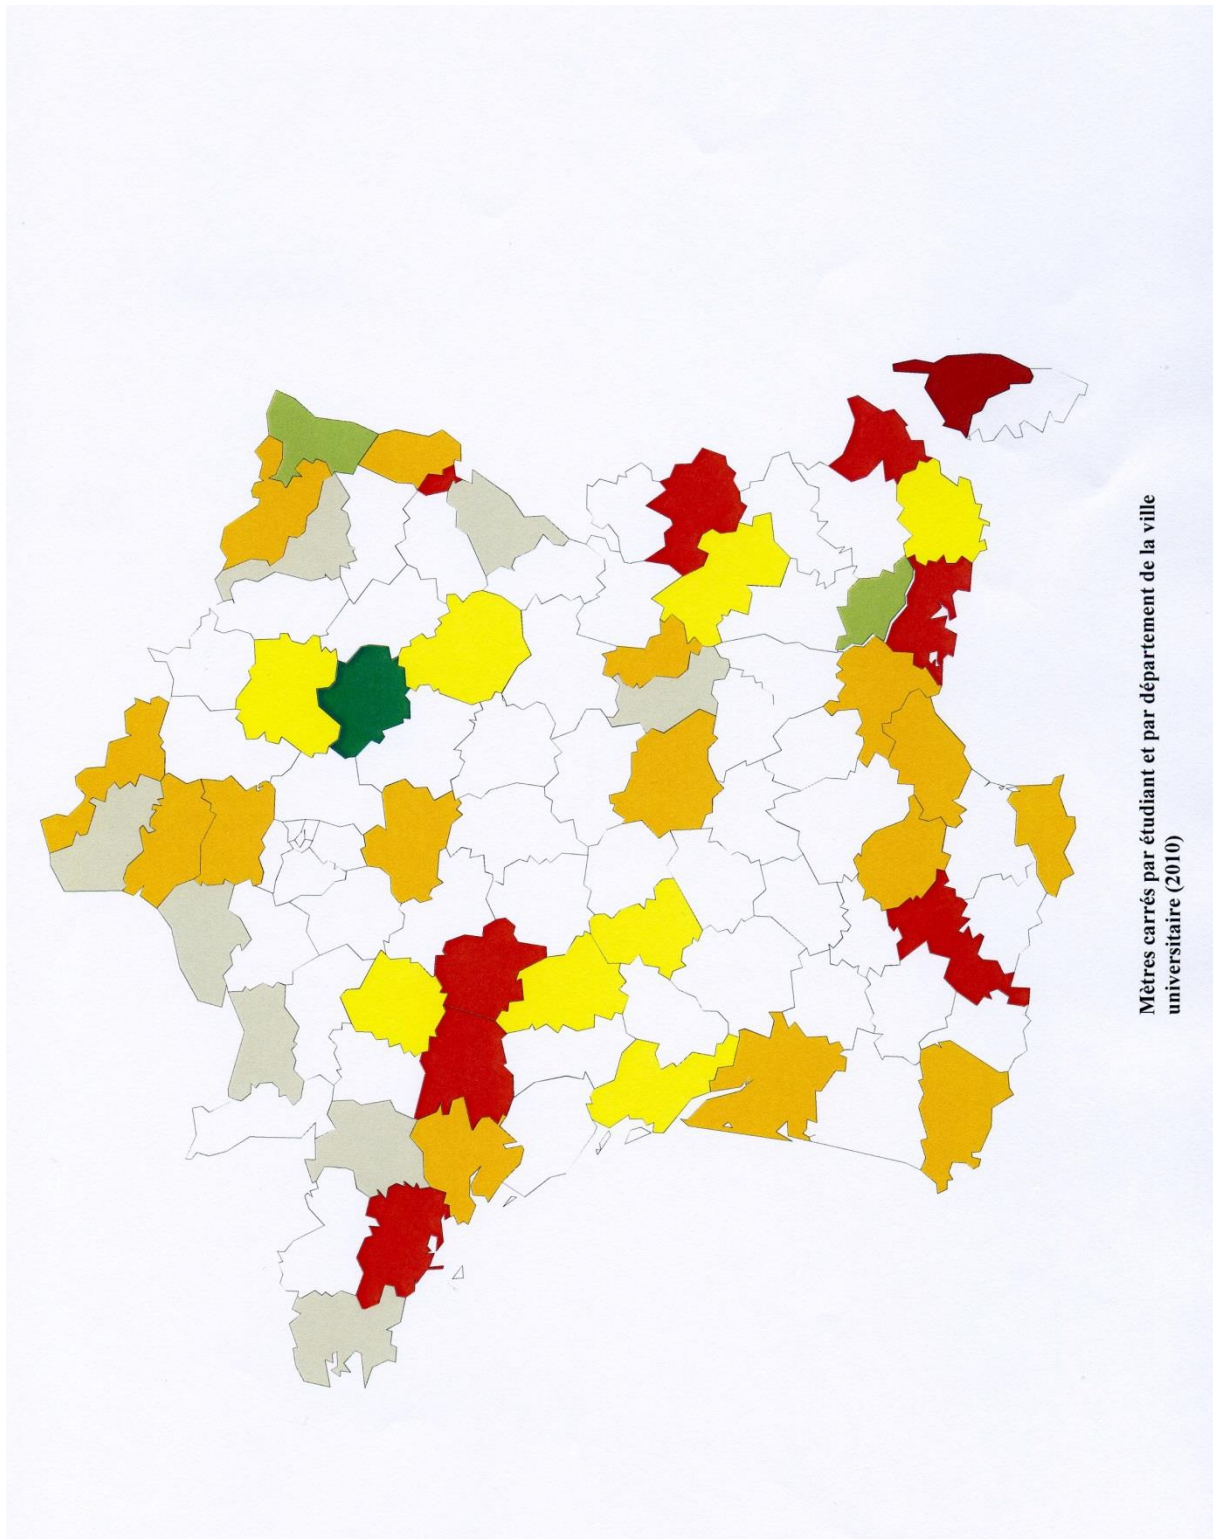 Mètres carrés par étudiant et par département de la ville
universitaire (2010)